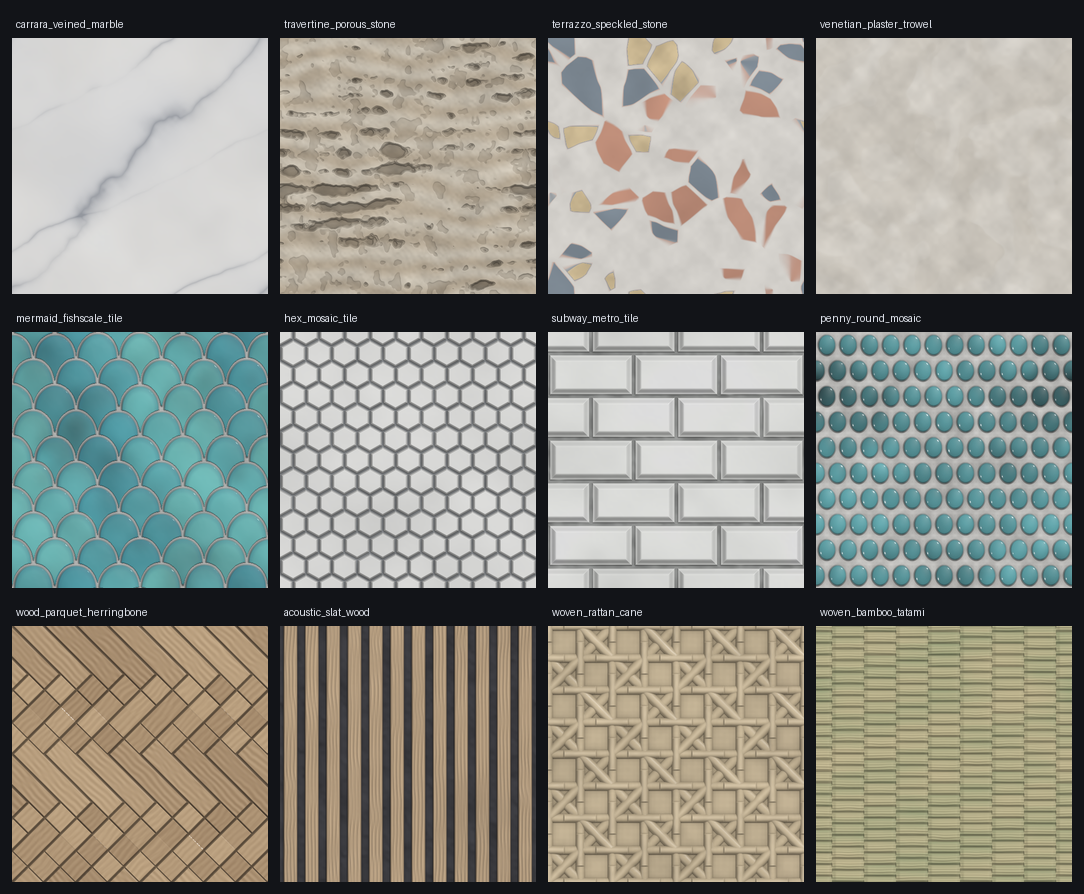 carrara_veined_marble
travertine_porous_stone
terrazzo_speckled_stone
venetian_plaster_trowel
mermaid_fishscale_tile
hex_mosaic_tile
subway_metro_tile
penny_round_mosaic
wood_parquet_herringbone
acoustic_slat_wood
woven_rattan_cane
woven_bamboo_tatami